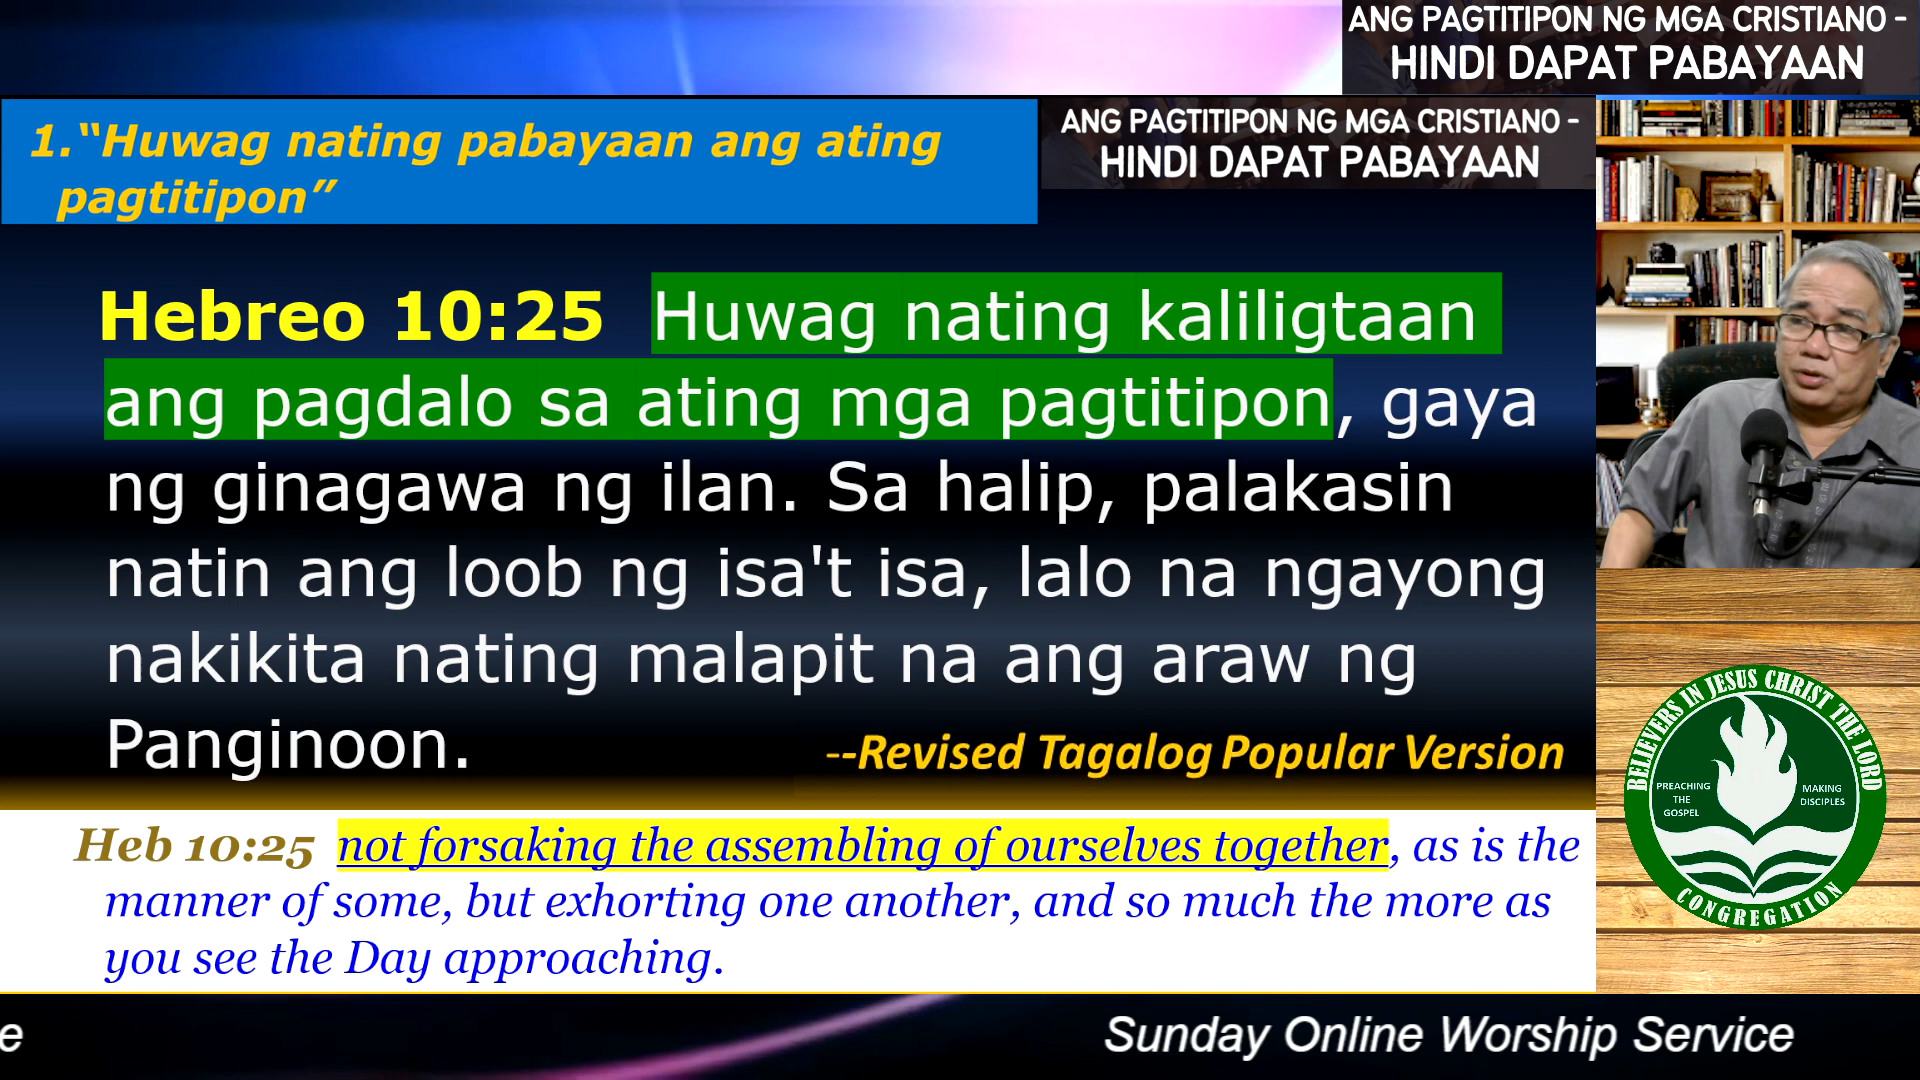 ANG PAGTITIPON NG MGA CRISTIANO -
HINDI DAPAT PABAYAAN
1.“Huwag nating pabayaan ang ating
pagtitipon”
ANG PAGTITIPON NG MGA CRISTIANO -
HINDI DAPAT PABAYAAN
Hebreo 10:25 Huwag nating kaliligtaan
ang pagdalo sa ating mga pagtitipon, gaya
ng ginagawa ng ilan. Sa halip, palakasin
natin ang loob ng isa't isa, lalo na ngayong
nakikita nating malapit na ang araw ng
Panginoon.
--Revised Tagalog Popular Version
Heb 10:25 not forsaking the assembling of ourselves together, as is the
manner of some, but exhorting one another, and so much the more as
you see the Day approaching.
BELIEVERS IN JESUS CHRIST THE LORD
PREACHING
THE
GOSPEL
MAKING
DISCIPLES
CONGREGATION
e
Sunday Online Worship Service